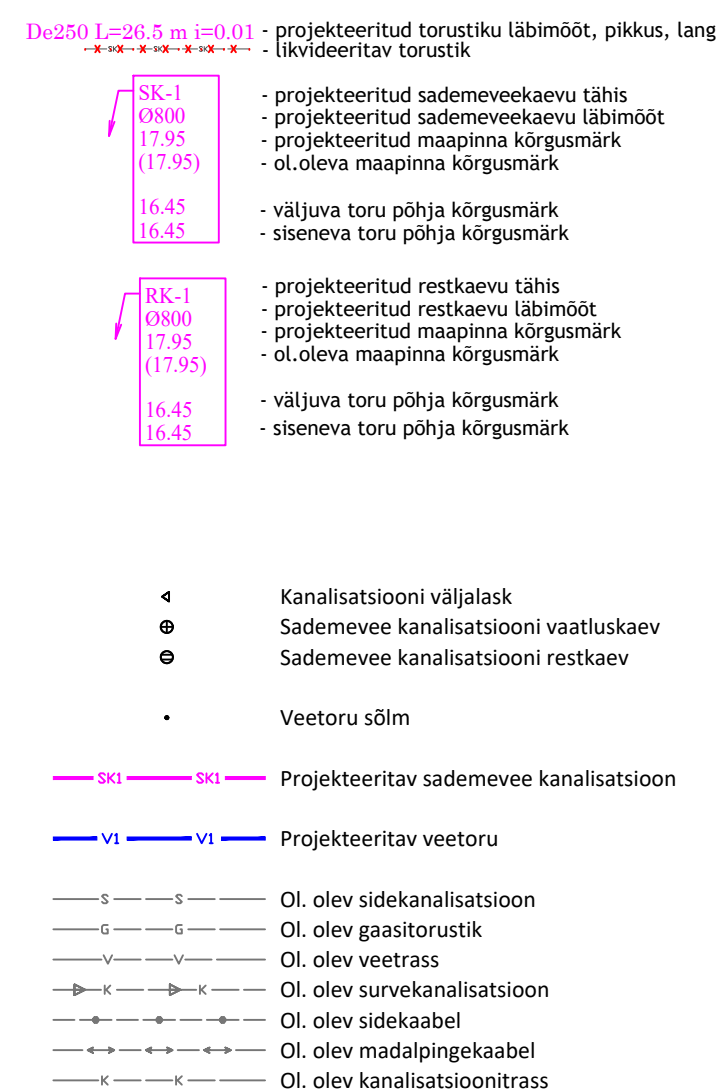 De250 L=26.5 m i=0.01 - projekteeritud torustiku läbimõõt, pikkus, lang
X SK X X SK X X SK X X - likvideeritav torustik
SK-1 - projekteeritud sademeveekaevu tähis
Ø800 - projekteeritud sademeveekaevu läbimõõt
17.95 - projekteeritud maapinna kõrgusmärk
(17.95) - ol.oleva maapinna kõrgusmärk
16.45 - väljuva toru põhja kõrgusmärk
16.45 - siseneva toru põhja kõrgusmärk
RK-1 - projekteeritud restkaevu tähis
Ø800 - projekteeritud restkaevu läbimõõt
17.95 - projekteeritud maapinna kõrgusmärk
(17.95) - ol.oleva maapinna kõrgusmärk
16.45 - väljuva toru põhja kõrgusmärk
16.45 - siseneva toru põhja kõrgusmärk
Kanalisatsiooni väljalask
Sademevee kanalisatsiooni vaatluskaev
Sademevee kanalisatsiooni restkaev
Veetoru sõlm
SK1 SK1 Projekteeritav sademevee kanalisatsioon
V1 V1 Projekteeritav veetoru
S S Ol. olev sidekanalisatsioon
G G Ol. olev gaasitorustik
V V Ol. olev veetrass
K K Ol. olev survekanalisatsioon
Ol. olev sidekaabel
Ol. olev madalpingekaabel
K K Ol. olev kanalisatsioonitrass